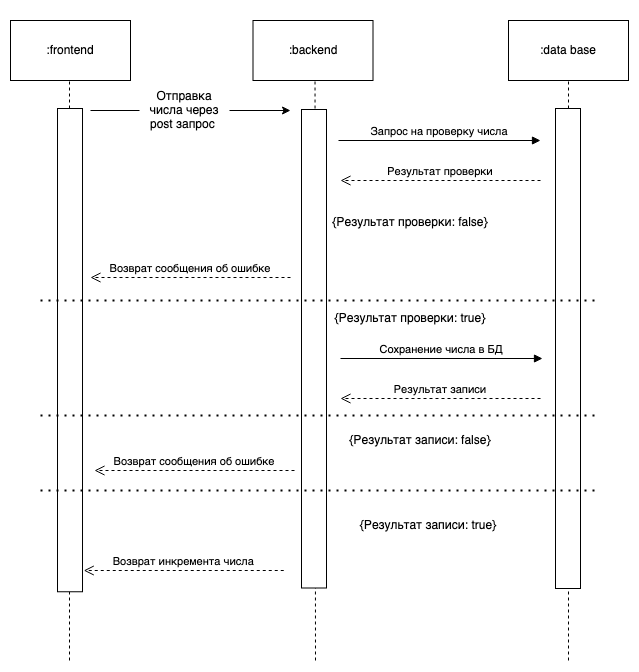 :frontend
:backend
:data base
Отправка
числа через
post запрос
Запрос на проверку числа
Результат проверки
{Результат проверки: false}
Возврат сообщения об ошибке
{Результат проверки: true}
Сохранение числа в БД
Результат записи
{Результат записи: false}
Возврат сообщения об ошибке
{Результат записи: true}
Возврат инкремента числа